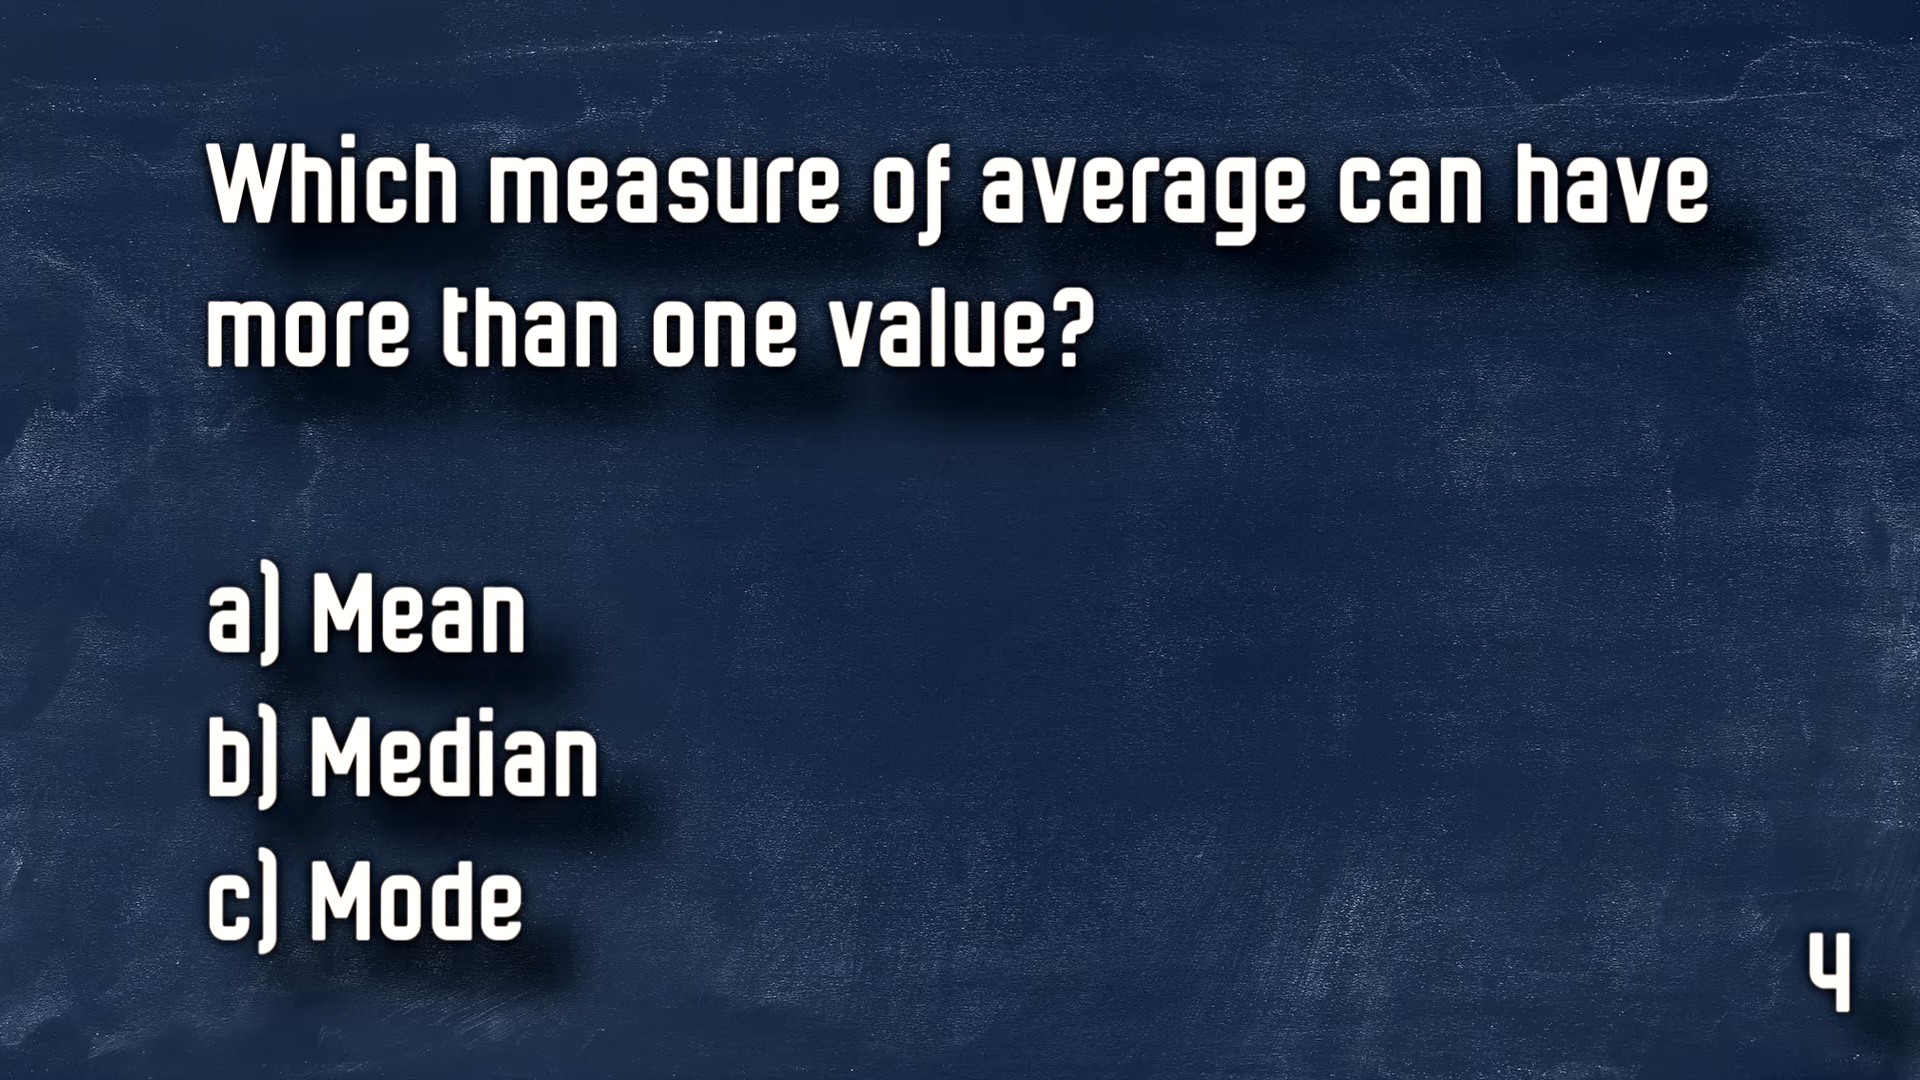 Which measure of average can have
more than one value?
a) Mean
b) Median
c) Mode
4